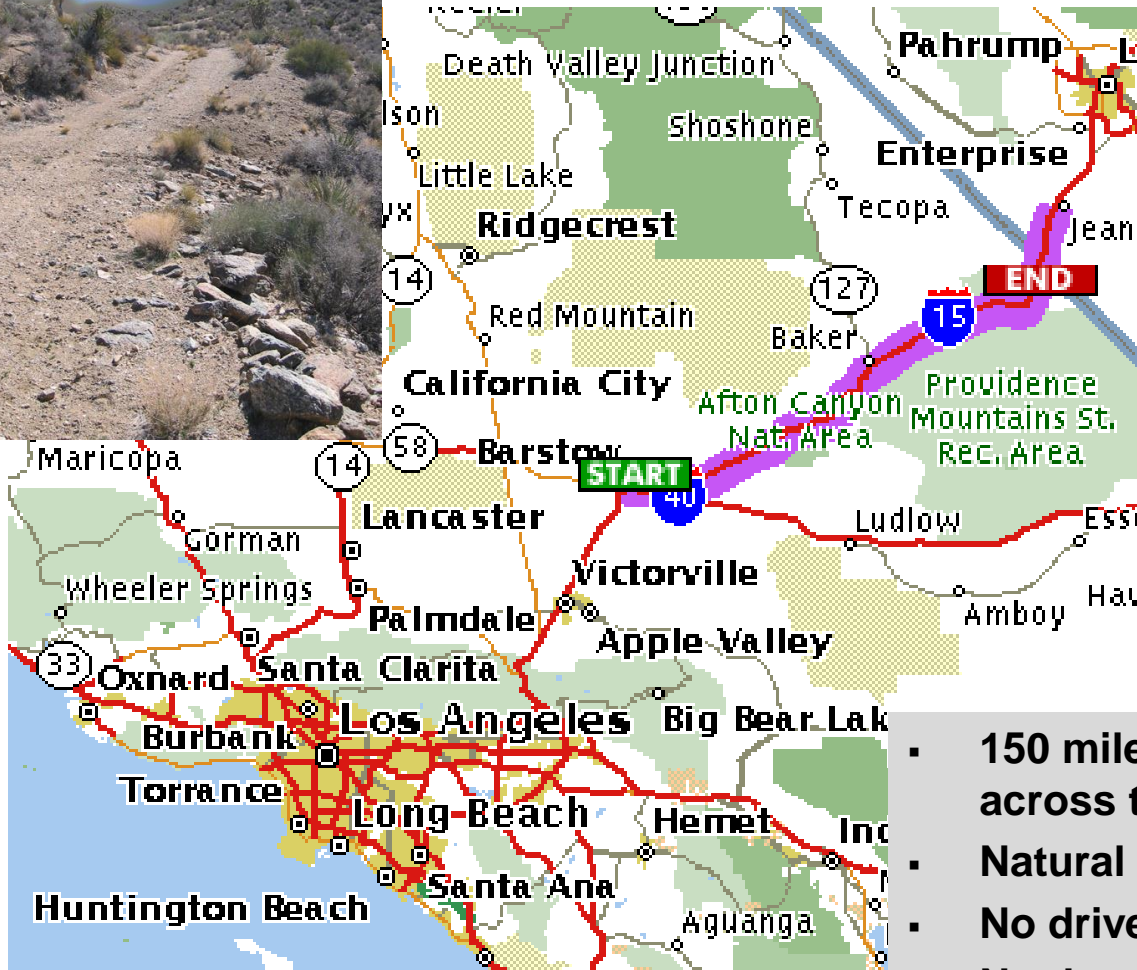 Death Valley Junction
Pahrump
Shoshone
Enterprise
Little Lake
Tecopa
Ridgecrest
Jean
END
14
127
15
Red Mountain
Baker
California City
Providence
Mountains St.
Rec. Area
Afton Canyon
Nat. Area
58
Barstow
Maricopa
14
START
40
Lancaster
Ludlow
Gorman
Victorville
Wheeler Springs
Amboy
Palmdale
Apple Valley
33
Oxnard
Santa Clarita
Los Angeles
Big Bear Lak
Burbank
Torrance
Long Beach
Hemet
Santa Ana
Huntington Beach
Aguanga
▪ 150 mile
across t
▪ Natural
▪ No drive